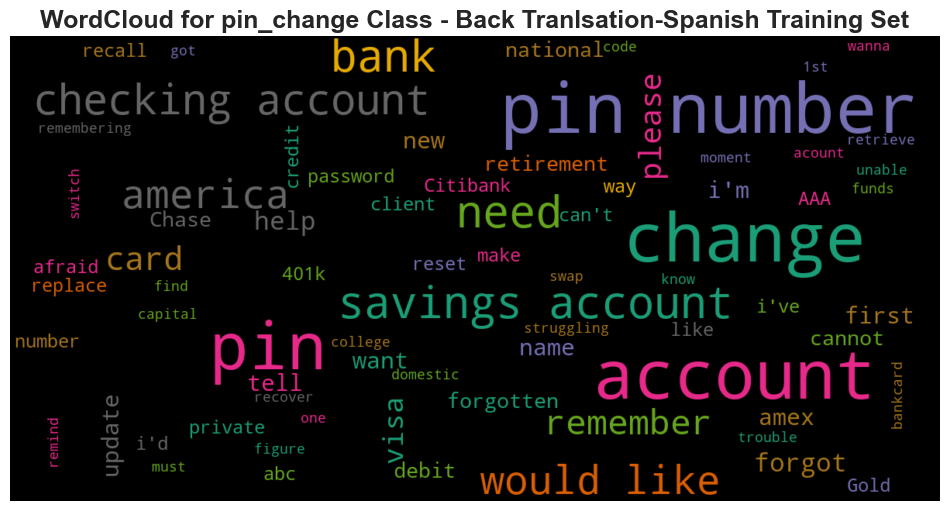 WordCloud for pin_change Class - Back Tranlsation-Spanish Training Set
recall got bank national code wanna
1st
checking account pin number
remembering credit new please retrieve
retirement moment acount unable
switch america password Citibank way i'm AAA funds
Chase help client need can't
change
card reset make
afraid 401k swap know
replace find savings account i've
capital struggling like first
number pin college want name cannot
tell domestic account bankcard
recover forgotten
remind update i'd private one visa remember amex
figure trouble
must abc debit forgot
would like Gold